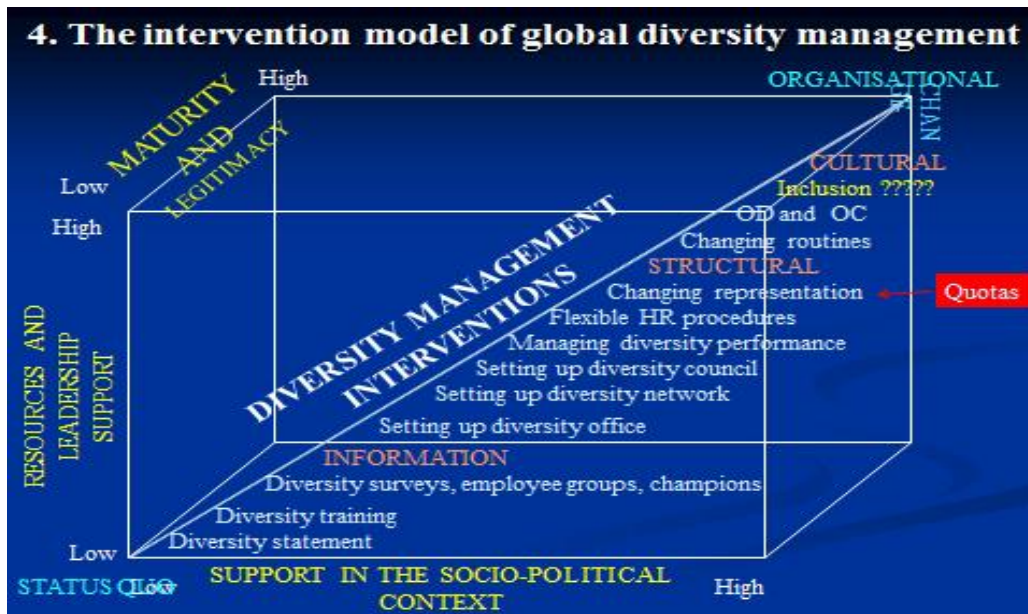 4. The intervention model of global diversity management
High
ORGANISATIONAL
CHAN
GE
MATURITY
AND
LEGITIMACY
Low
High
CULTURAL
Inclusion ?????
OD and OC
Changing routines
STRUCTURAL
Changing representation
Quotas
Flexible HR procedures
Managing diversity performance
Setting up diversity council
Setting up diversity network
Setting up diversity office
DIVERSITY MANAGEMENT
INTERVENTIONS
RESOURCES AND
LEADERSHIP
SUPPORT
INFORMATION
Diversity surveys, employee groups, champions
Diversity training
Diversity statement
Low
STATUS QUO
Low
SUPPORT IN THE SOCIO-POLITICAL
CONTEXT
High